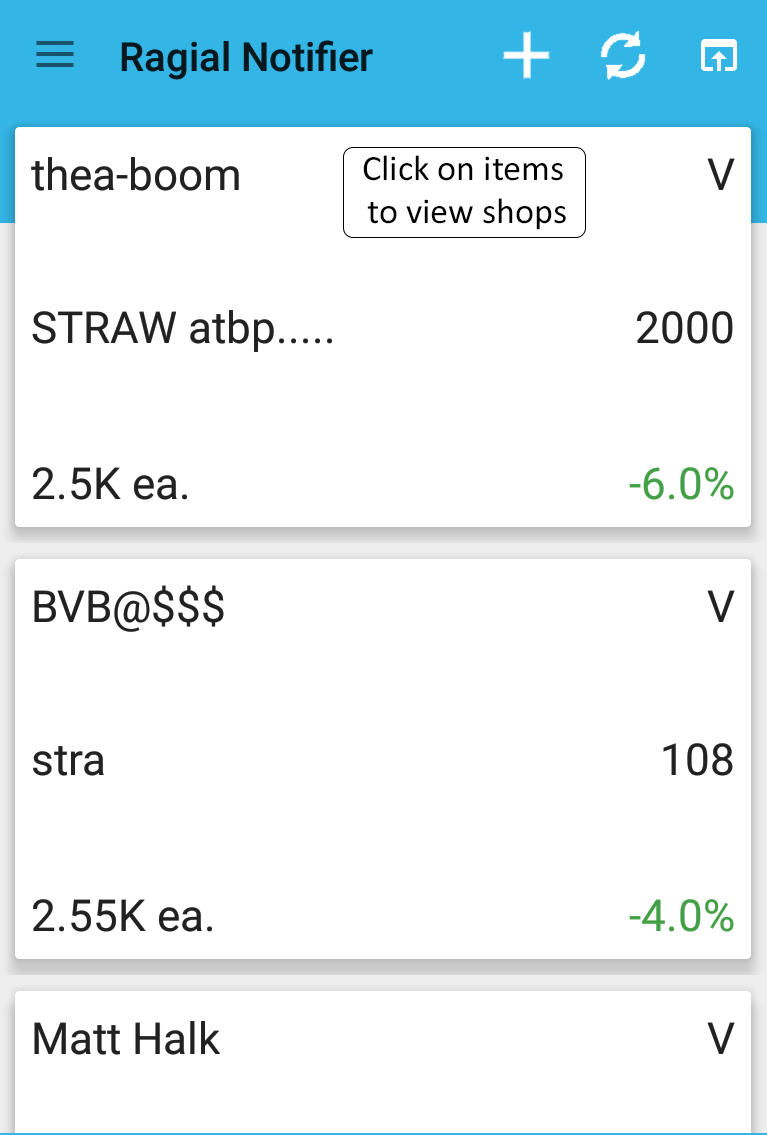 Ragial Notifier
thea-boom
Click on items
to view shops
V
STRAW atbp.....
2000
2.5K ea.
-6.0%
BVB@$$$
V
stra
108
2.55K ea.
-4.0%
Matt Halk
V